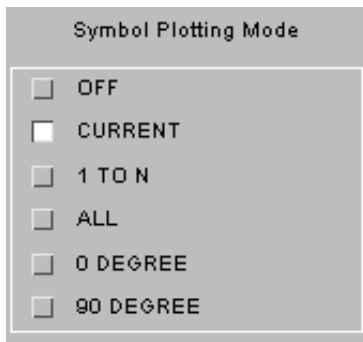 Symbol Plotting Mode
OFF
CURRENT
1 TO N
ALL
0 DEGREE
90 DEGREE